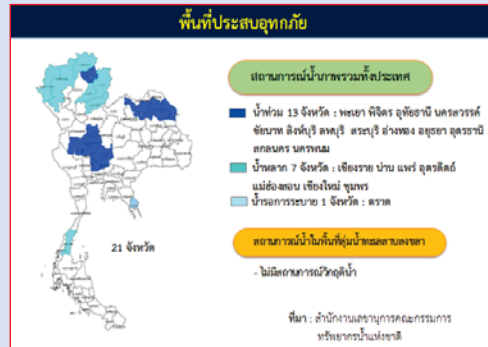 พื้นที่ประสบอุทกภัย
สถานการณ์น้ำภาพรวมทั้งประเทศ
น้ำท่วม 13 จังหวัด : พะเยา พิจิตร อุทัยธานี นครสวรรค์
ชัยนาท สิงห์บุรี ลพบุรี สระบุรี อ่างทอง อยุธยา อุดรธานี
สกลนคร นครพนม
น้ำหลาก 7 จังหวัด : เชียงราย น่าน แพร่ อุตรดิตถ์
แม่ฮ่องสอน เชียงใหม่ ชุมพร
น้ำรอการระบาย 1 จังหวัด : ตราด
21 จังหวัด
สถานการณ์น้ำในพื้นที่ลุ่มน้ำทะเลสาบสงขลา
- ไม่มีสถานการณ์วิกฤติน้ำ
ที่มา : สำนักงานเลขานุการคณะกรรมการ
ทรัพยากรน้ำแห่งชาติ